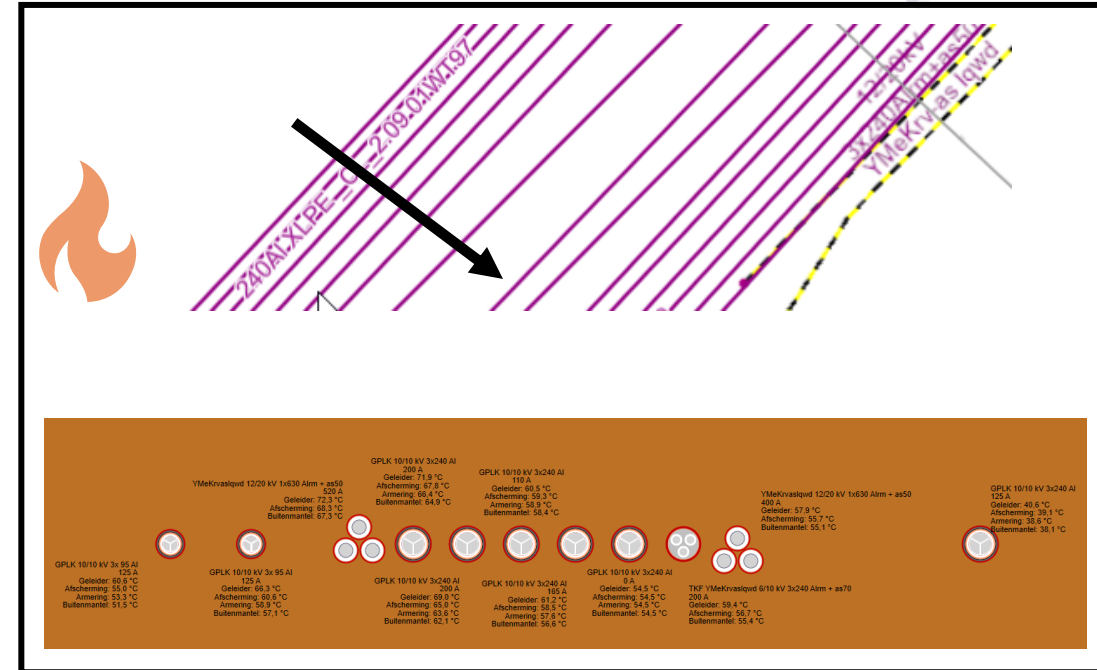 240Al.XLPE_
2.09.01.WT.97
12/20kV
3x240Alrm+as50
YMeKrv-as lqwd
GPLK 10/10 kV 3x 95 Al
125 A
Geleider: 60,6 °C
Afscherming: 55,0 °C
Armering: 53,3 °C
Buitenmantel: 51,5 °C
GPLK 10/10 kV 3x 95 Al
125 A
Geleider: 66,3 °C
Afscherming: 60,6 °C
Armering: 58,9 °C
Buitenmantel: 57,1 °C
YMeKrvaslqwd 12/20 kV 1x630 Alrm + as50
520 A
Geleider: 72,3 °C
Afscherming: 68,3 °C
Buitenmantel: 67,3 °C
GPLK 10/10 kV 3x240 Al
200 A
Geleider: 71,9 °C
Afscherming: 67,8 °C
Armering: 66,4 °C
Buitenmantel: 64,9 °C
GPLK 10/10 kV 3x240 Al
200 A
Geleider: 69,0 °C
Afscherming: 65,0 °C
Armering: 63,6 °C
Buitenmantel: 62,1 °C
GPLK 10/10 kV 3x240 Al
110 A
Geleider: 60,5 °C
Afscherming: 59,3 °C
Armering: 58,9 °C
Buitenmantel: 58,4 °C
GPLK 10/10 kV 3x240 Al
165 A
Geleider: 61,2 °C
Afscherming: 58,5 °C
Armering: 57,6 °C
Buitenmantel: 56,6 °C
GPLK 10/10 kV 3x240 Al
0 A
Geleider: 54,5 °C
Afscherming: 54,5 °C
Armering: 54,5 °C
Buitenmantel: 54,5 °C
TKF YMeKrvaslqwd 6/10 kV 3x240 Alrm + as70
200 A
Geleider: 59,4 °C
Afscherming: 56,7 °C
Buitenmantel: 55,4 °C
YMeKrvaslqwd 12/20 kV 1x630 Alrm + as50
400 A
Geleider: 57,9 °C
Afscherming: 55,7 °C
Buitenmantel: 55,1 °C
GPLK 10/10 kV 3x240 Al
125 A
Geleider: 40,6 °C
Afscherming: 39,1 °C
Armering: 38,6 °C
Buitenmantel: 38,1 °C